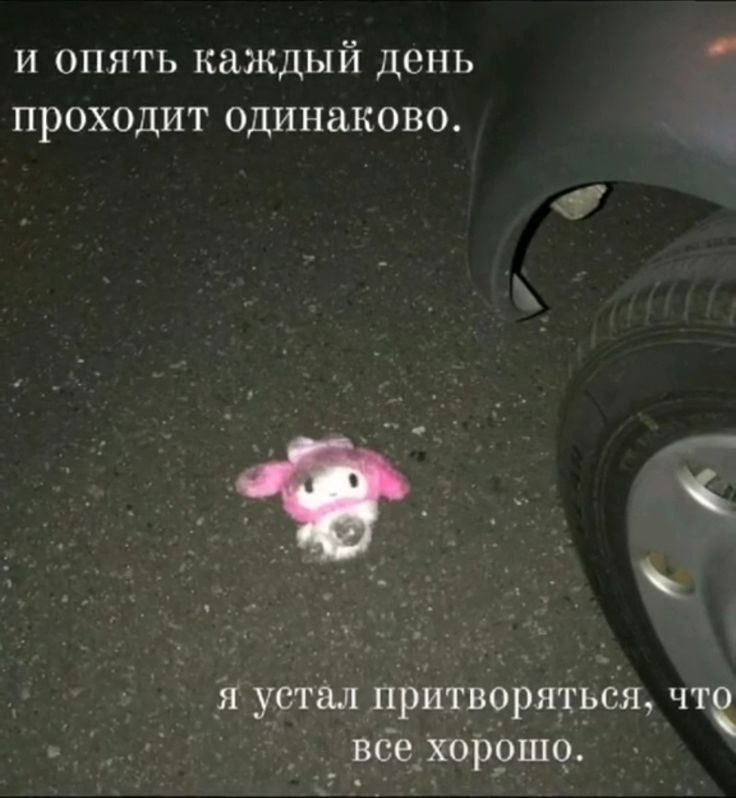 и опять каждый день
проходит одинаково.
я устал притворяться, что
все хорошо.